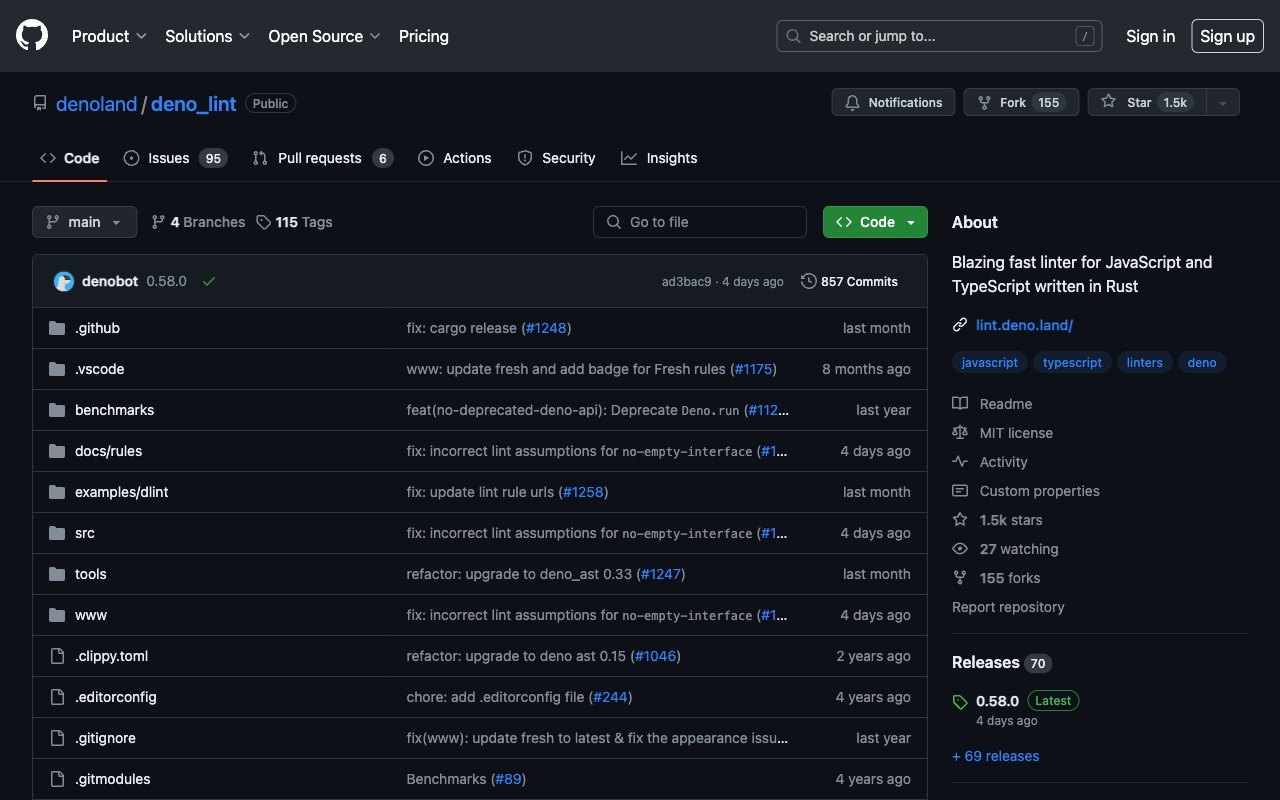 Product Solutions Open Source Pricing Search or jump to... / Sign in Sign up
denoland / deno_lint Public Notifications Fork 155 Star 1.5k
Code Issues 95 Pull requests 6 Actions Security Insights
main 4 Branches 115 Tags Go to file Code
denobot 0.58.0 ad3bac9 · 4 days ago 857 Commits
.github fix: cargo release (#1248) last month
.vscode www: update fresh and add badge for Fresh rules (#1175) 8 months ago
benchmarks feat(no-deprecated-deno-api): Deprecate Deno.run (#112... last year
docs/rules fix: incorrect lint assumptions for no-empty-interface (#1... 4 days ago
examples/dlint fix: update lint rule urls (#1258) last month
src fix: incorrect lint assumptions for no-empty-interface (#1... 4 days ago
tools refactor: upgrade to deno_ast 0.33 (#1247) last month
www fix: incorrect lint assumptions for no-empty-interface (#1... 4 days ago
.clippy.toml refactor: upgrade to deno ast 0.15 (#1046) 2 years ago
.editorconfig chore: add .editorconfig file (#244) 4 years ago
.gitignore fix(www): update fresh to latest & fix the appearance issu... last year
.gitmodules Benchmarks (#89) 4 years ago
About
Blazing fast linter for JavaScript and
TypeScript written in Rust
lint.deno.land/
javascript typescript linters deno
Readme
MIT license
Activity
Custom properties
1.5k stars
27 watching
155 forks
Report repository
Releases 70
0.58.0 Latest
4 days ago
+ 69 releases